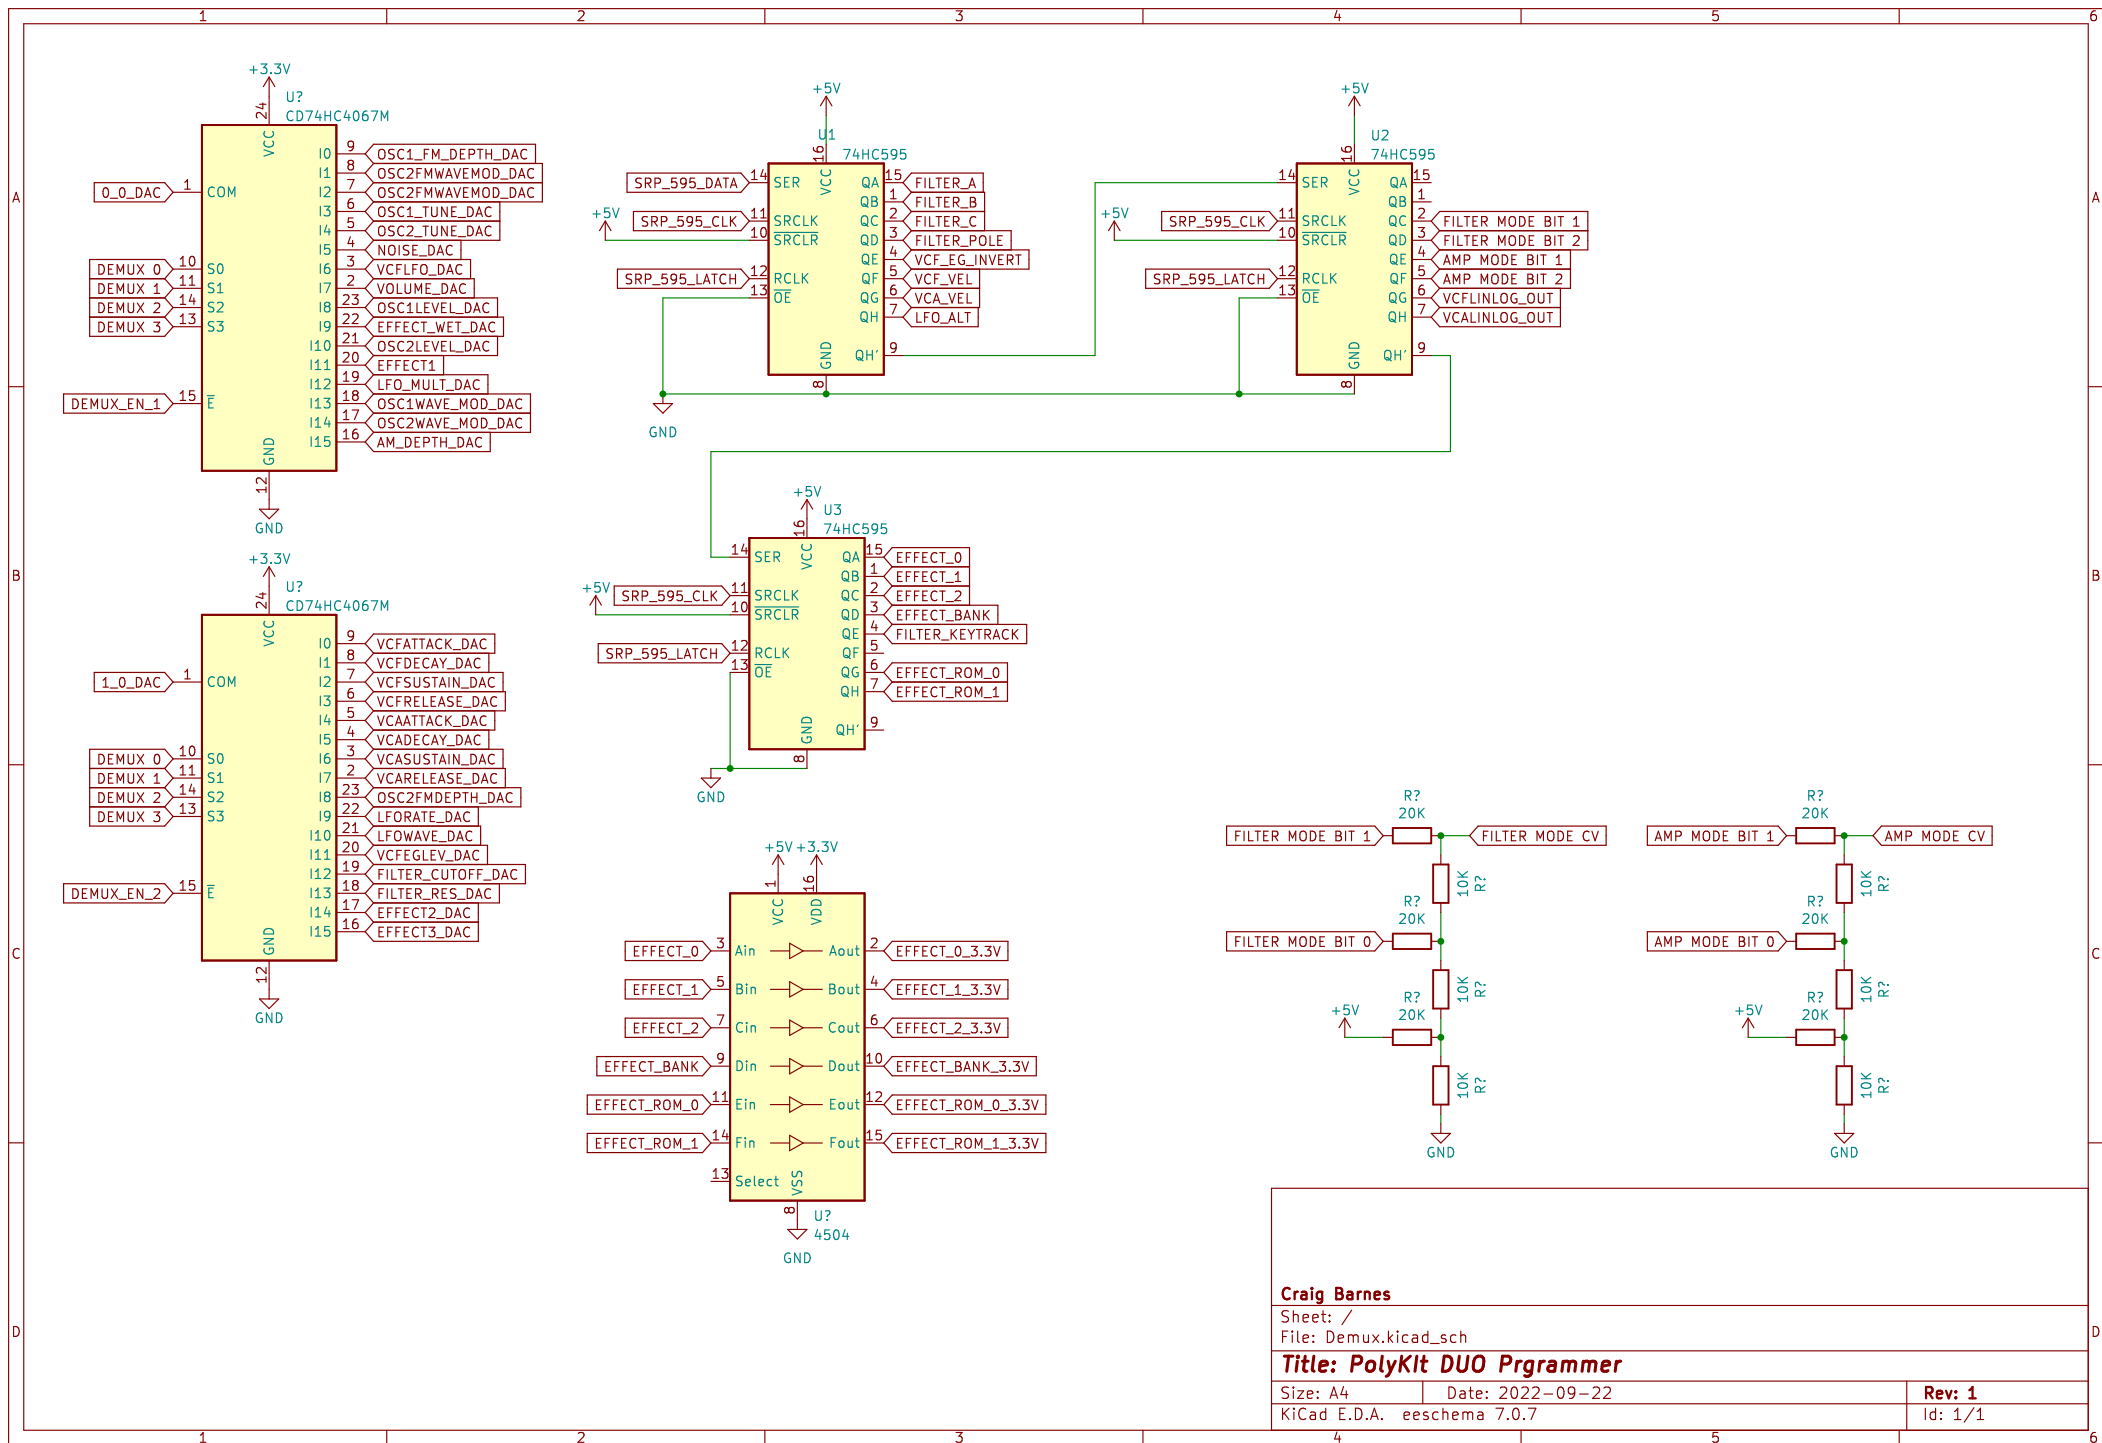 1 2 3 4 5 6
A
B
C
D
+3.3V
24
U?
CD74HC4067M
VCC
0_0_DAC 1 COM
DEMUX 0 10 S0
DEMUX 1 11 S1
DEMUX 2 14 S2
DEMUX 3 13 S3
DEMUX_EN_1 15 E
I0 9 OSC1_FM_DEPTH_DAC
I1 8 OSC2FMWAVEMOD_DAC
I2 7 OSC2FMWAVEMOD_DAC
I3 6 OSC1_TUNE_DAC
I4 5 OSC2_TUNE_DAC
I5 4 NOISE_DAC
I6 3 VCFLFO_DAC
I7 2 VOLUME_DAC
I8 23 OSC1LEVEL_DAC
I9 22 EFFECT_WET_DAC
I10 21 OSC2LEVEL_DAC
I11 20 EFFECT1
I12 19 LFO_MULT_DAC
I13 18 OSC1WAVE_MOD_DAC
I14 17 OSC2WAVE_MOD_DAC
I15 16 AM_DEPTH_DAC
GND
12
GND
+3.3V
24
U?
CD74HC4067M
VCC
1_0_DAC 1 COM
DEMUX 0 10 S0
DEMUX 1 11 S1
DEMUX 2 14 S2
DEMUX 3 13 S3
DEMUX_EN_2 15 E
I0 9 VCFATTACK_DAC
I1 8 VCFDECAY_DAC
I2 7 VCFSUSTAIN_DAC
I3 6 VCFRELEASE_DAC
I4 5 VCAATTACK_DAC
I5 4 VCADECAY_DAC
I6 3 VCASUSTAIN_DAC
I7 2 VCARELEASE_DAC
I8 23 OSC2FMDEPTH_DAC
I9 22 LFORATE_DAC
I10 21 LFOWAVE_DAC
I11 20 VCFEGLEV_DAC
I12 19 FILTER_CUTOFF_DAC
I13 18 FILTER_RES_DAC
I14 17 EFFECT2_DAC
I15 16 EFFECT3_DAC
GND
12
GND
+5V
U1
16
74HC595
VCC
SRP_595_DATA 14 SER
SRP_595_CLK 11 SRCLK
+5V
10 SRCLR
SRP_595_LATCH 12 RCLK
13 OE
QA 15 FILTER_A
QB 1 FILTER_B
QC 2 FILTER_C
QD 3 FILTER_POLE
QE 4 VCF_EG_INVERT
QF 5 VCF_VEL
QG 6 VCA_VEL
QH 7 LFO_ALT
QH' 9
GND
8
GND
+5V
U2
16
74HC595
VCC
14 SER
SRP_595_CLK 11 SRCLK
+5V
10 SRCLR
SRP_595_LATCH 12 RCLK
13 OE
QA 15
QB 1
QC 2 FILTER MODE BIT 1
QD 3 FILTER MODE BIT 2
QE 4 AMP MODE BIT 1
QF 5 AMP MODE BIT 2
QG 6 VCFLINLOG_OUT
QH 7 VCALINLOG_OUT
QH' 9
GND
8
+5V
U3
16
74HC595
VCC
14 SER
SRP_595_CLK 11 SRCLK
+5V
10 SRCLR
SRP_595_LATCH 12 RCLK
13 OE
QA 15 EFFECT_0
QB 1 EFFECT_1
QC 2 EFFECT_2
QD 3 EFFECT_BANK
QE 4 FILTER_KEYTRACK
QF 5
QG 6 EFFECT_ROM_0
QH 7 EFFECT_ROM_1
QH' 9
GND
8
GND
+5V +3.3V
1 16
VCC VDD
EFFECT_0 3 Ain Aout 2 EFFECT_0_3.3V
EFFECT_1 5 Bin Bout 4 EFFECT_1_3.3V
EFFECT_2 7 Cin Cout 6 EFFECT_2_3.3V
EFFECT_BANK 9 Din Dout 10 EFFECT_BANK_3.3V
EFFECT_ROM_0 11 Ein Eout 12 EFFECT_ROM_0_3.3V
EFFECT_ROM_1 14 Fin Fout 15 EFFECT_ROM_1_3.3V
13 Select
VSS
8
U?
4504
GND
R?
20K
FILTER MODE BIT 1 FILTER MODE CV
10K R?
R?
20K
FILTER MODE BIT 0
10K R?
R?
20K
+5V
10K R?
GND
R?
20K
AMP MODE BIT 1 AMP MODE CV
10K R?
R?
20K
AMP MODE BIT 0
10K R?
R?
20K
+5V
10K R?
GND
Craig Barnes
Sheet: /
File: Demux.kicad_sch
Title: PolyKIt DUO Prgrammer
Size: A4 Date: 2022-09-22 Rev: 1
KiCad E.D.A. eeschema 7.0.7 Id: 1/1
A
B
C
D
1 2 3 4 5 6